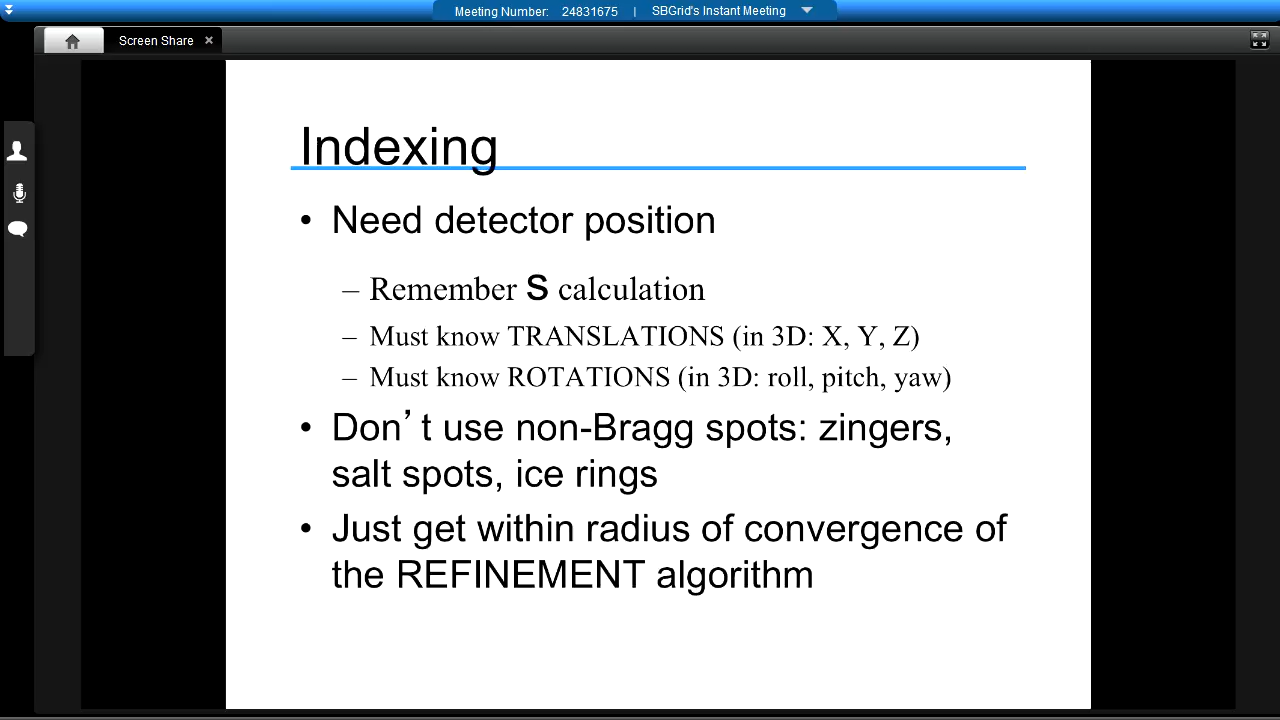 Meeting Number: 24831675 | SBGrid's Instant Meeting
Screen Share ×
Indexing
• Need detector position
– Remember S calculation
– Must know TRANSLATIONS (in 3D: X, Y, Z)
– Must know ROTATIONS (in 3D: roll, pitch, yaw)
• Don’t use non-Bragg spots: zingers,
salt spots, ice rings
• Just get within radius of convergence of
the REFINEMENT algorithm